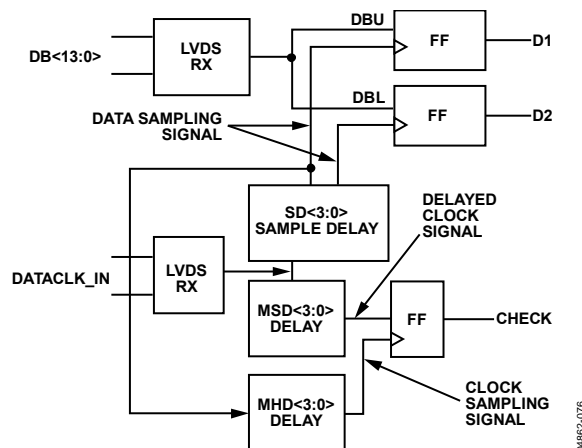 DBU
FF
D1
LVDS
RX
DB<13:0>
DBL
FF
D2
DATA SAMPLING
SIGNAL
SD<3:0>
SAMPLE DELAY
DELAYED
CLOCK
SIGNAL
LVDS
RX
DATACLK_IN
MSD<3:0>
DELAY
FF
CHECK
MHD<3:0>
DELAY
CLOCK
SAMPLING
SIGNAL